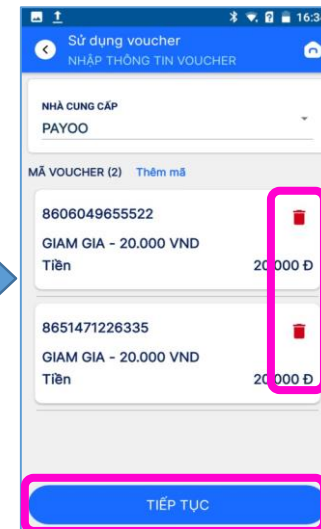 16:3
Sử dụng voucher
NHẬP THÔNG TIN VOUCHER
NHÀ CUNG CẤP
PAYOO
MÃ VOUCHER (2) Thêm mã
8606049655522
GIAM GIA - 20.000 VND
Tiền 20.000 Đ
8651471226335
GIAM GIA - 20.000 VND
Tiền 20.000 Đ
TIẾP TỤC